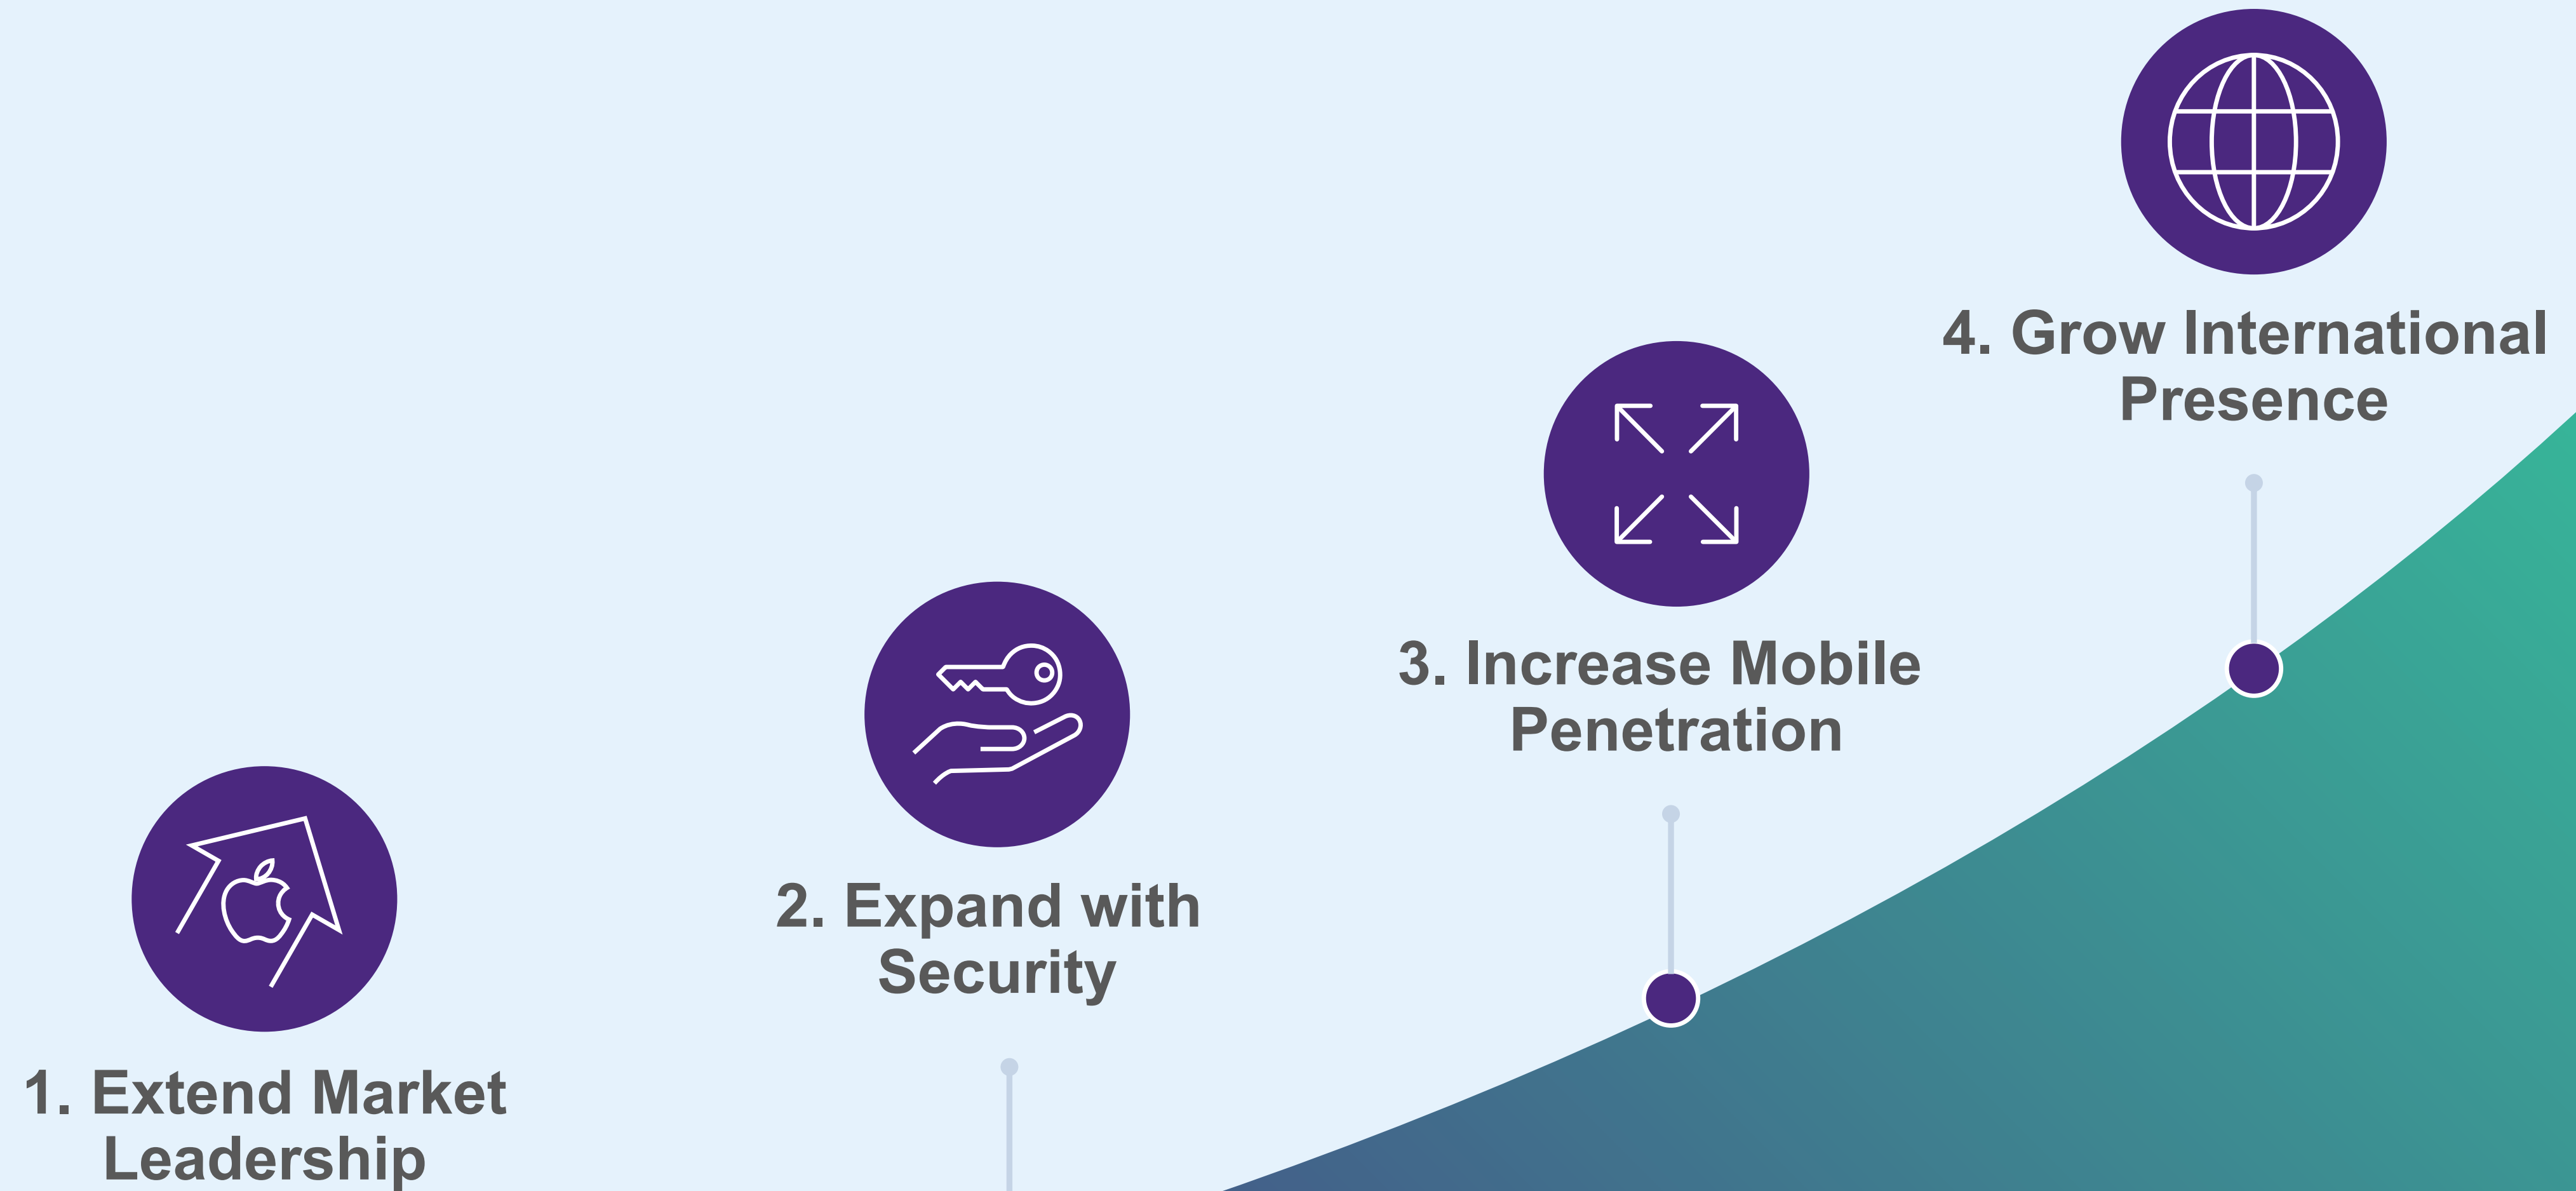 1. Extend Market
Leadership
2. Expand with
Security
3. Increase Mobile
Penetration
4. Grow International
Presence